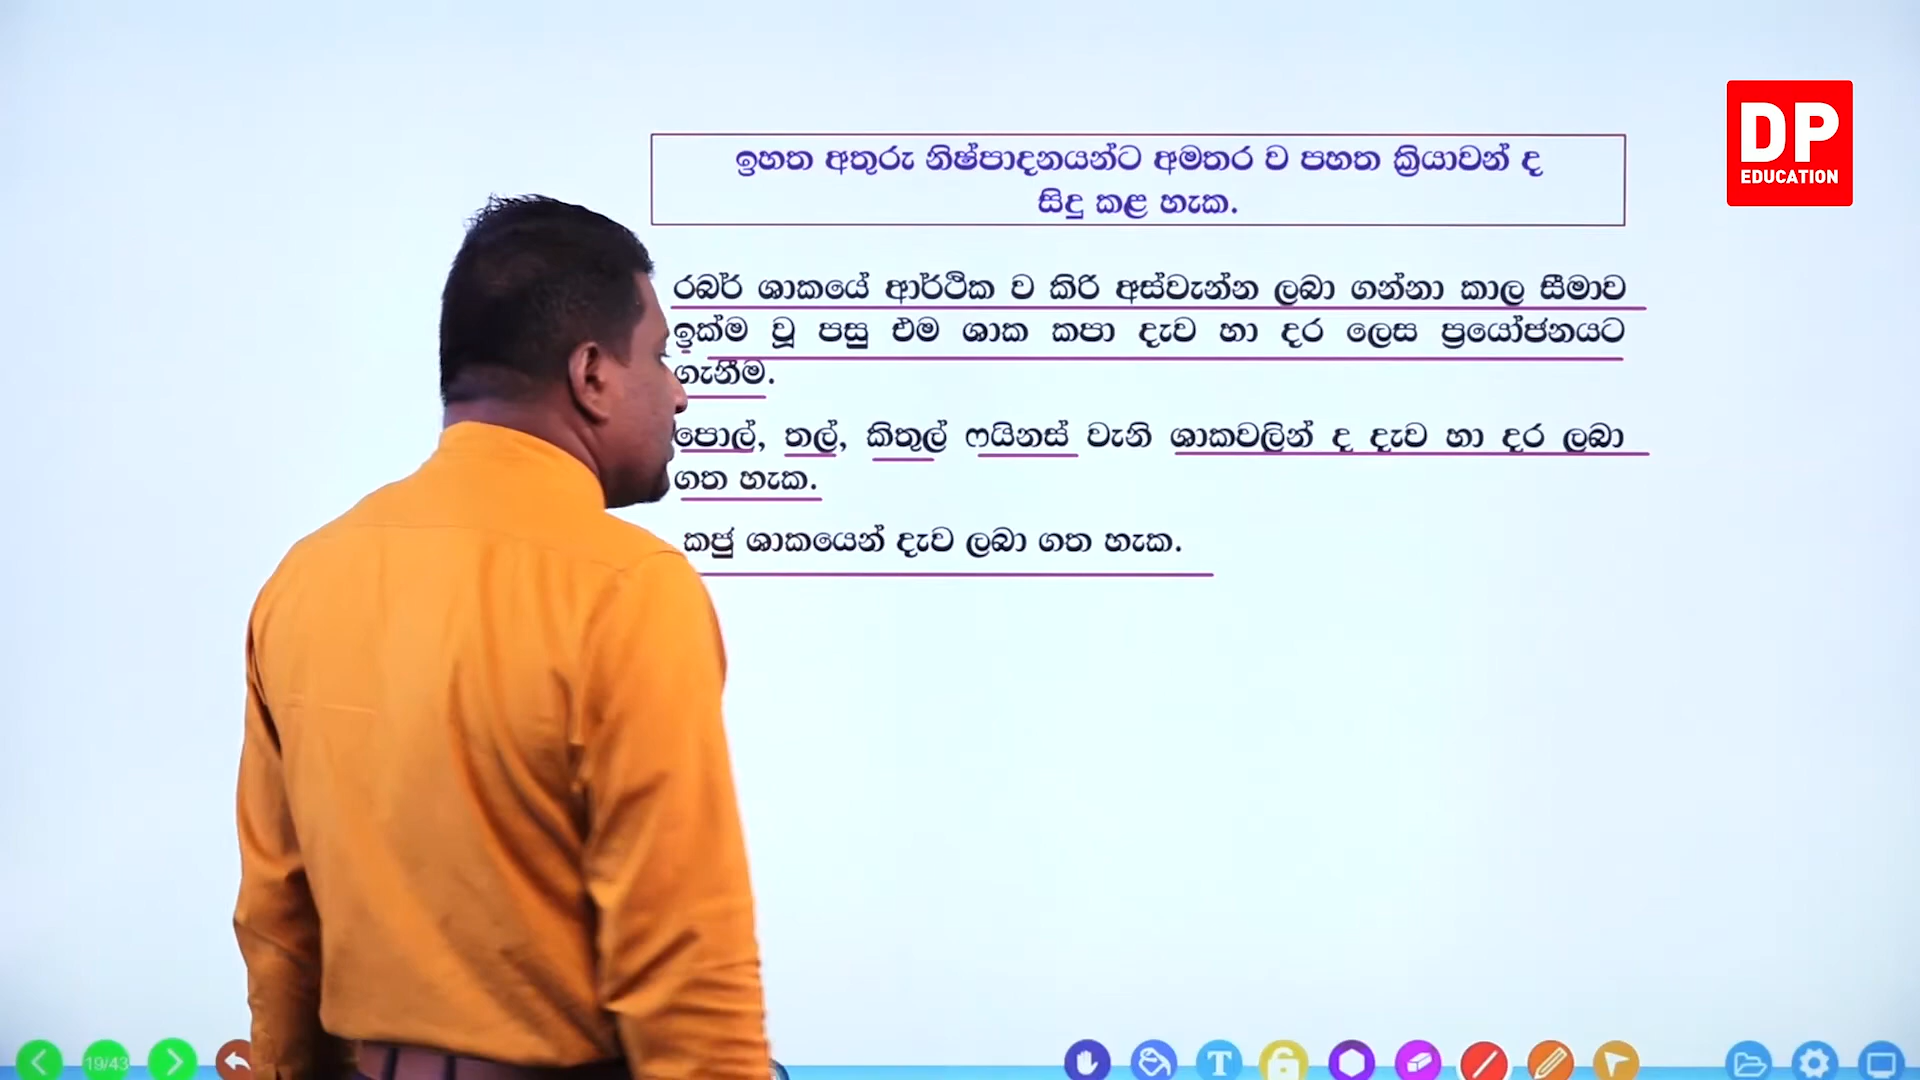 DP
EDUCATION
ඉහත අතුරු නිෂ්පාදනයන්ට අමතර ව පහත ක්‍රියාවන් ද
සිදු කළ හැක.
රබර් ශාකයේ ආර්ථික ව කිරි අස්වැන්න ලබා ගන්නා කාල සීමාව
ඉක්ම වූ පසු එම ශාක කපා දැව හා දර ලෙස ප්‍රයෝජනයට
ගැනීම.
පොල්, තල්, කිතුල් ෆයිනස් වැනි ශාකවලින් ද දැව හා දර ලබා
ගත හැක.
කජු ශාකයෙන් දැව ලබා ගත හැක.
19/43
T